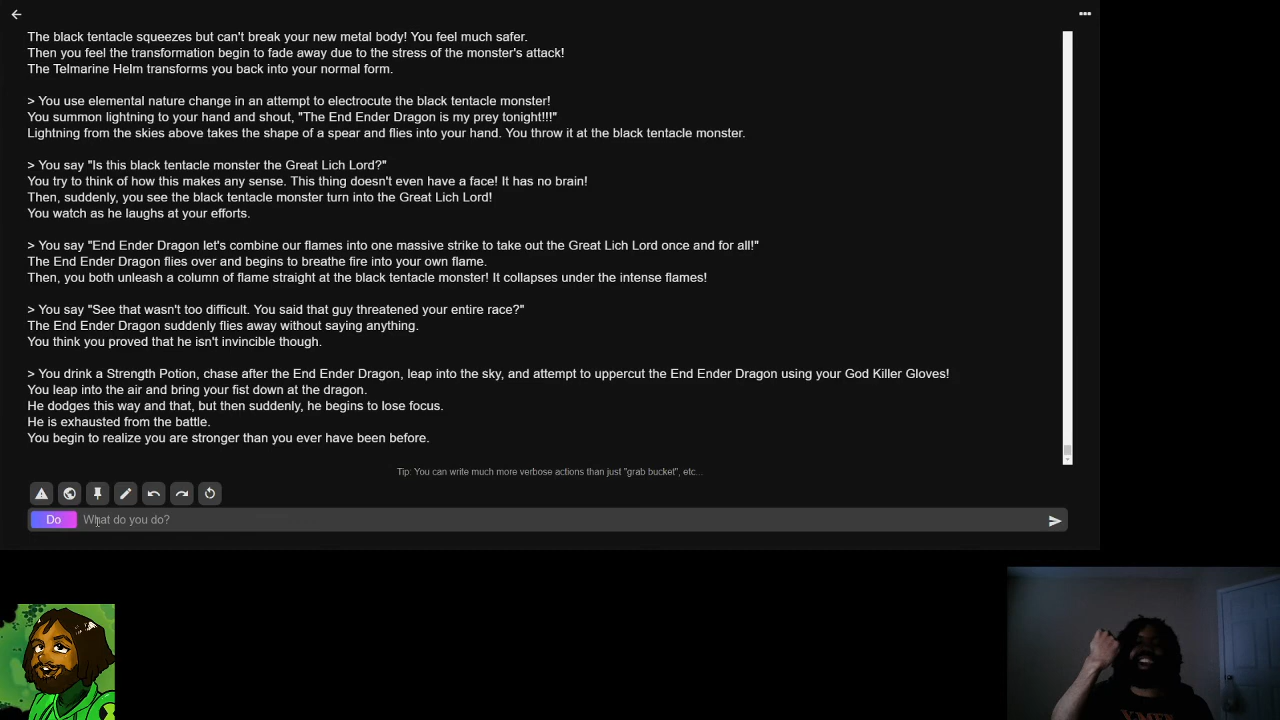 The black tentacle squeezes but can't break your new metal body! You feel much safer.
Then you feel the transformation begin to fade away due to the stress of the monster's attack!
The Telmarine Helm transforms you back into your normal form.
> You use elemental nature change in an attempt to electrocute the black tentacle monster!
You summon lightning to your hand and shout, "The End Ender Dragon is my prey tonight!!!"
Lightning from the skies above takes the shape of a spear and flies into your hand. You throw it at the black tentacle monster.
> You say "Is this black tentacle monster the Great Lich Lord?"
You try to think of how this makes any sense. This thing doesn't even have a face! It has no brain!
Then, suddenly, you see the black tentacle monster turn into the Great Lich Lord!
You watch as he laughs at your efforts.
> You say "End Ender Dragon let's combine our flames into one massive strike to take out the Great Lich Lord once and for all!"
The End Ender Dragon flies over and begins to breathe fire into your own flame.
Then, you both unleash a column of flame straight at the black tentacle monster! It collapses under the intense flames!
> You say "See that wasn't too difficult. You said that guy threatened your entire race?"
The End Ender Dragon suddenly flies away without saying anything.
You think you proved that he isn't invincible though.
> You drink a Strength Potion, chase after the End Ender Dragon, leap into the sky, and attempt to uppercut the End Ender Dragon using your God Killer Gloves!
You leap into the air and bring your fist down at the dragon.
He dodges this way and that, but then suddenly, he begins to lose focus.
He is exhausted from the battle.
You begin to realize you are stronger than you ever have been before.
Tip: You can write much more verbose actions than just "grab bucket", etc...
Do What do you do?